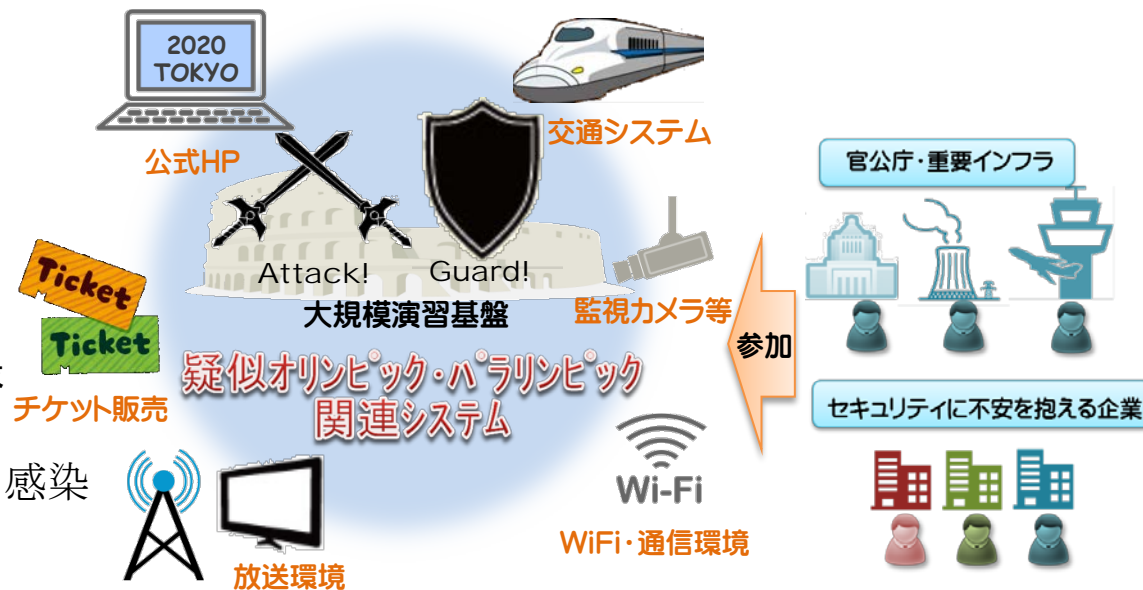 2020
TOKYO
公式HP
交通システム
官公庁・重要インフラ
Attack!
Guard!
大規模演習基盤
監視カメラ等
参加
Ticket
Ticket
チケット販売
疑似オリンピック・パラリンピック
関連システム
セキュリティに不安を抱える企業
感染
Wi-Fi
WiFi・通信環境
放送環境